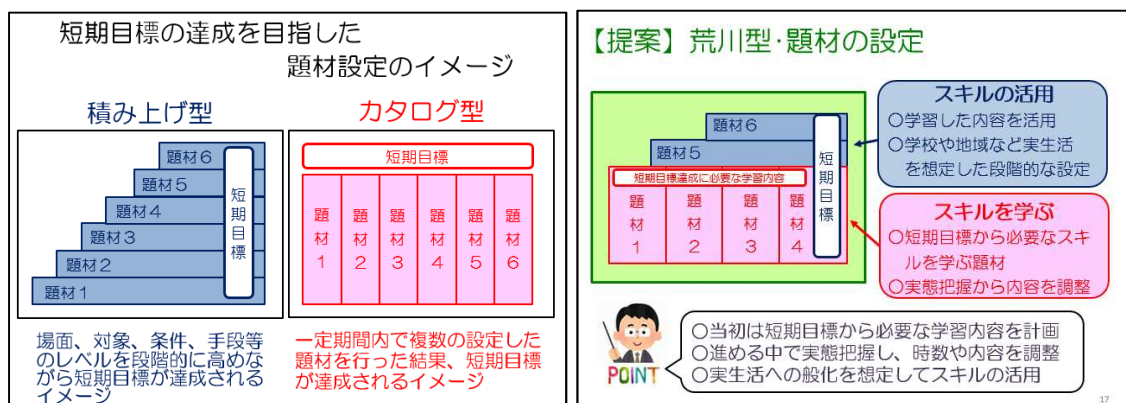 短期目標の達成を目指した
題材設定のイメージ
積み上げ型
題材6
題材5
題材4
題材3
題材2
題材1
短期目標
場面、対象、条件、手段等
のレベルを段階的に高めな
がら短期目標が達成される
イメージ
カタログ型
短期目標
題材1
題材2
題材3
題材4
題材5
題材6
一定期間内で複数の設定した
題材を行った結果、短期目標
が達成されるイメージ
【提案】荒川型・題材の設定
題材6
題材5
短期目標達成に必要な学習内容
題材1
題材2
題材3
題材4
短期目標
スキルの活用
○学習した内容を活用
○学校や地域など実生活
を想定した段階的な設定
スキルを学ぶ
○短期目標から必要なスキ
ルを学ぶ題材
○実態把握から内容を調整
POINT
○当初は短期目標から必要な学習内容を計画
○進める中で実態把握し、時数や内容を調整
○実生活への般化を想定してスキルの活用
17